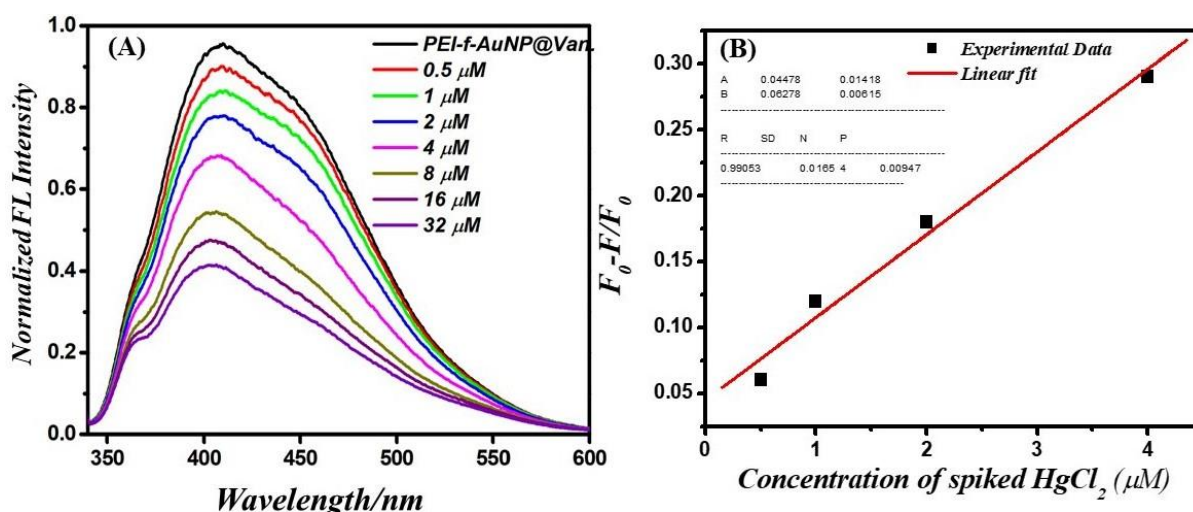 (A)
Normalized FL Intensity
1.0
0.8
0.6
0.4
0.2
0.0
350 400 450 500 550 600
Wavelength/nm
PEI-f-AuNP@Van.
0.5 μM
1 μM
2 μM
4 μM
8 μM
16 μM
32 μM
(B)
F0-F/F0
0.30
0.25
0.20
0.15
0.10
0.05
0 1 2 3 4
Concentration of spiked HgCl2 (μM)
Experimental Data
Linear fit
A 0.04478 0.01418
B 0.06278 0.00615
R SD N P
0.99053 0.0165 4 0.00947